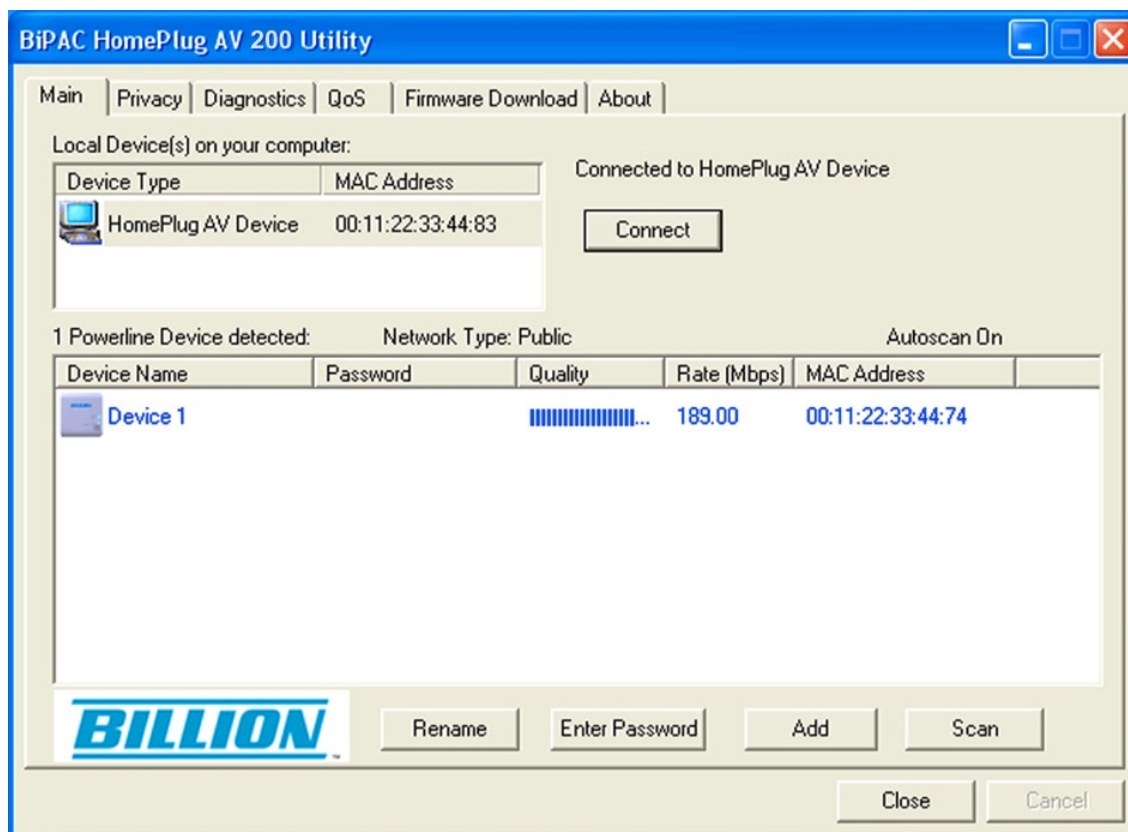 BiPAC HomePlug AV 200 Utility
Main Privacy Diagnostics QoS Firmware Download About
Local Device(s) on your computer:
Device Type MAC Address
HomePlug AV Device 00:11:22:33:44:83
Connected to HomePlug AV Device
Connect
1 Powerline Device detected: Network Type: Public Autoscan On
Device Name Password Quality Rate (Mbps) MAC Address
Device 1 ... 189.00 00:11:22:33:44:74
BILLION
Rename Enter Password Add Scan
Close Cancel